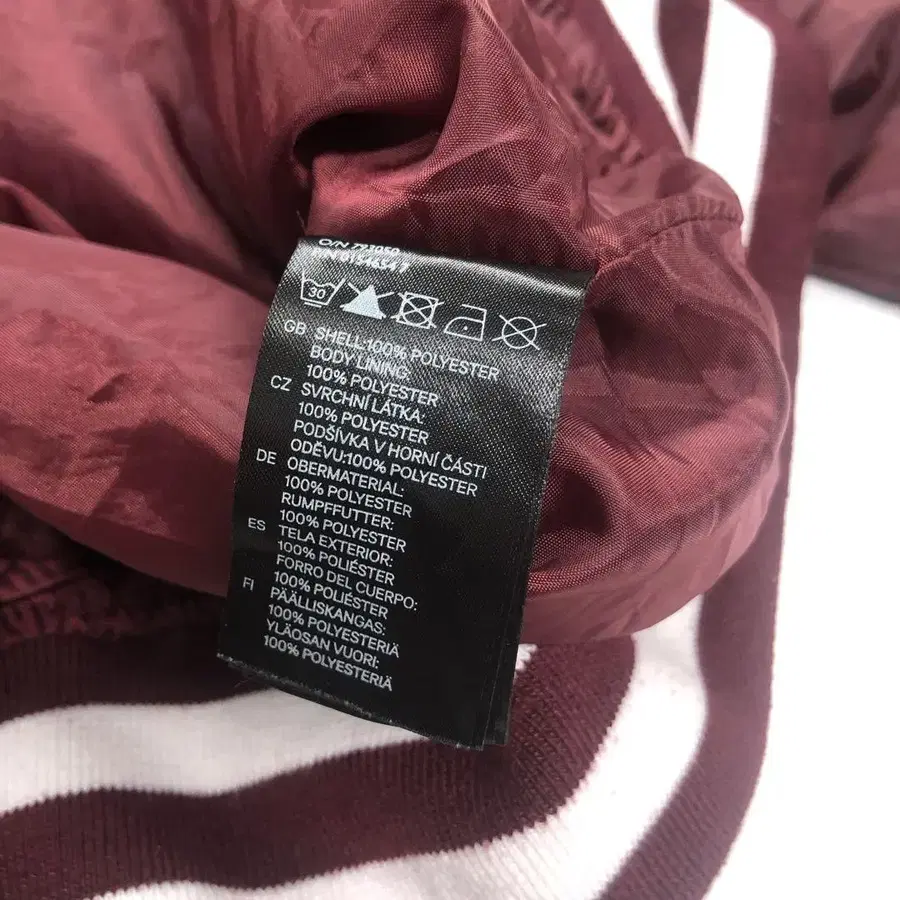 O/N 793050
30
GB SHELL:100% POLYESTER
BODY LINING:
100% POLYESTER
CZ SVRCHNÍ LÁTKA:
100% POLYESTER
PODŠÍVKA V HORNÍ ČÁSTI
ODĚVU:100% POLYESTER
DE OBERMATERIAL:
100% POLYESTER
RUMPFFUTTER:
100% POLYESTER
ES TELA EXTERIOR:
100% POLIÉSTER
FORRO DEL CUERPO:
100% POLIÉSTER
FI PÄÄLLISKANGAS:
100% POLYESTERIÄ
YLÄOSAN VUORI:
100% POLYESTERIÄ